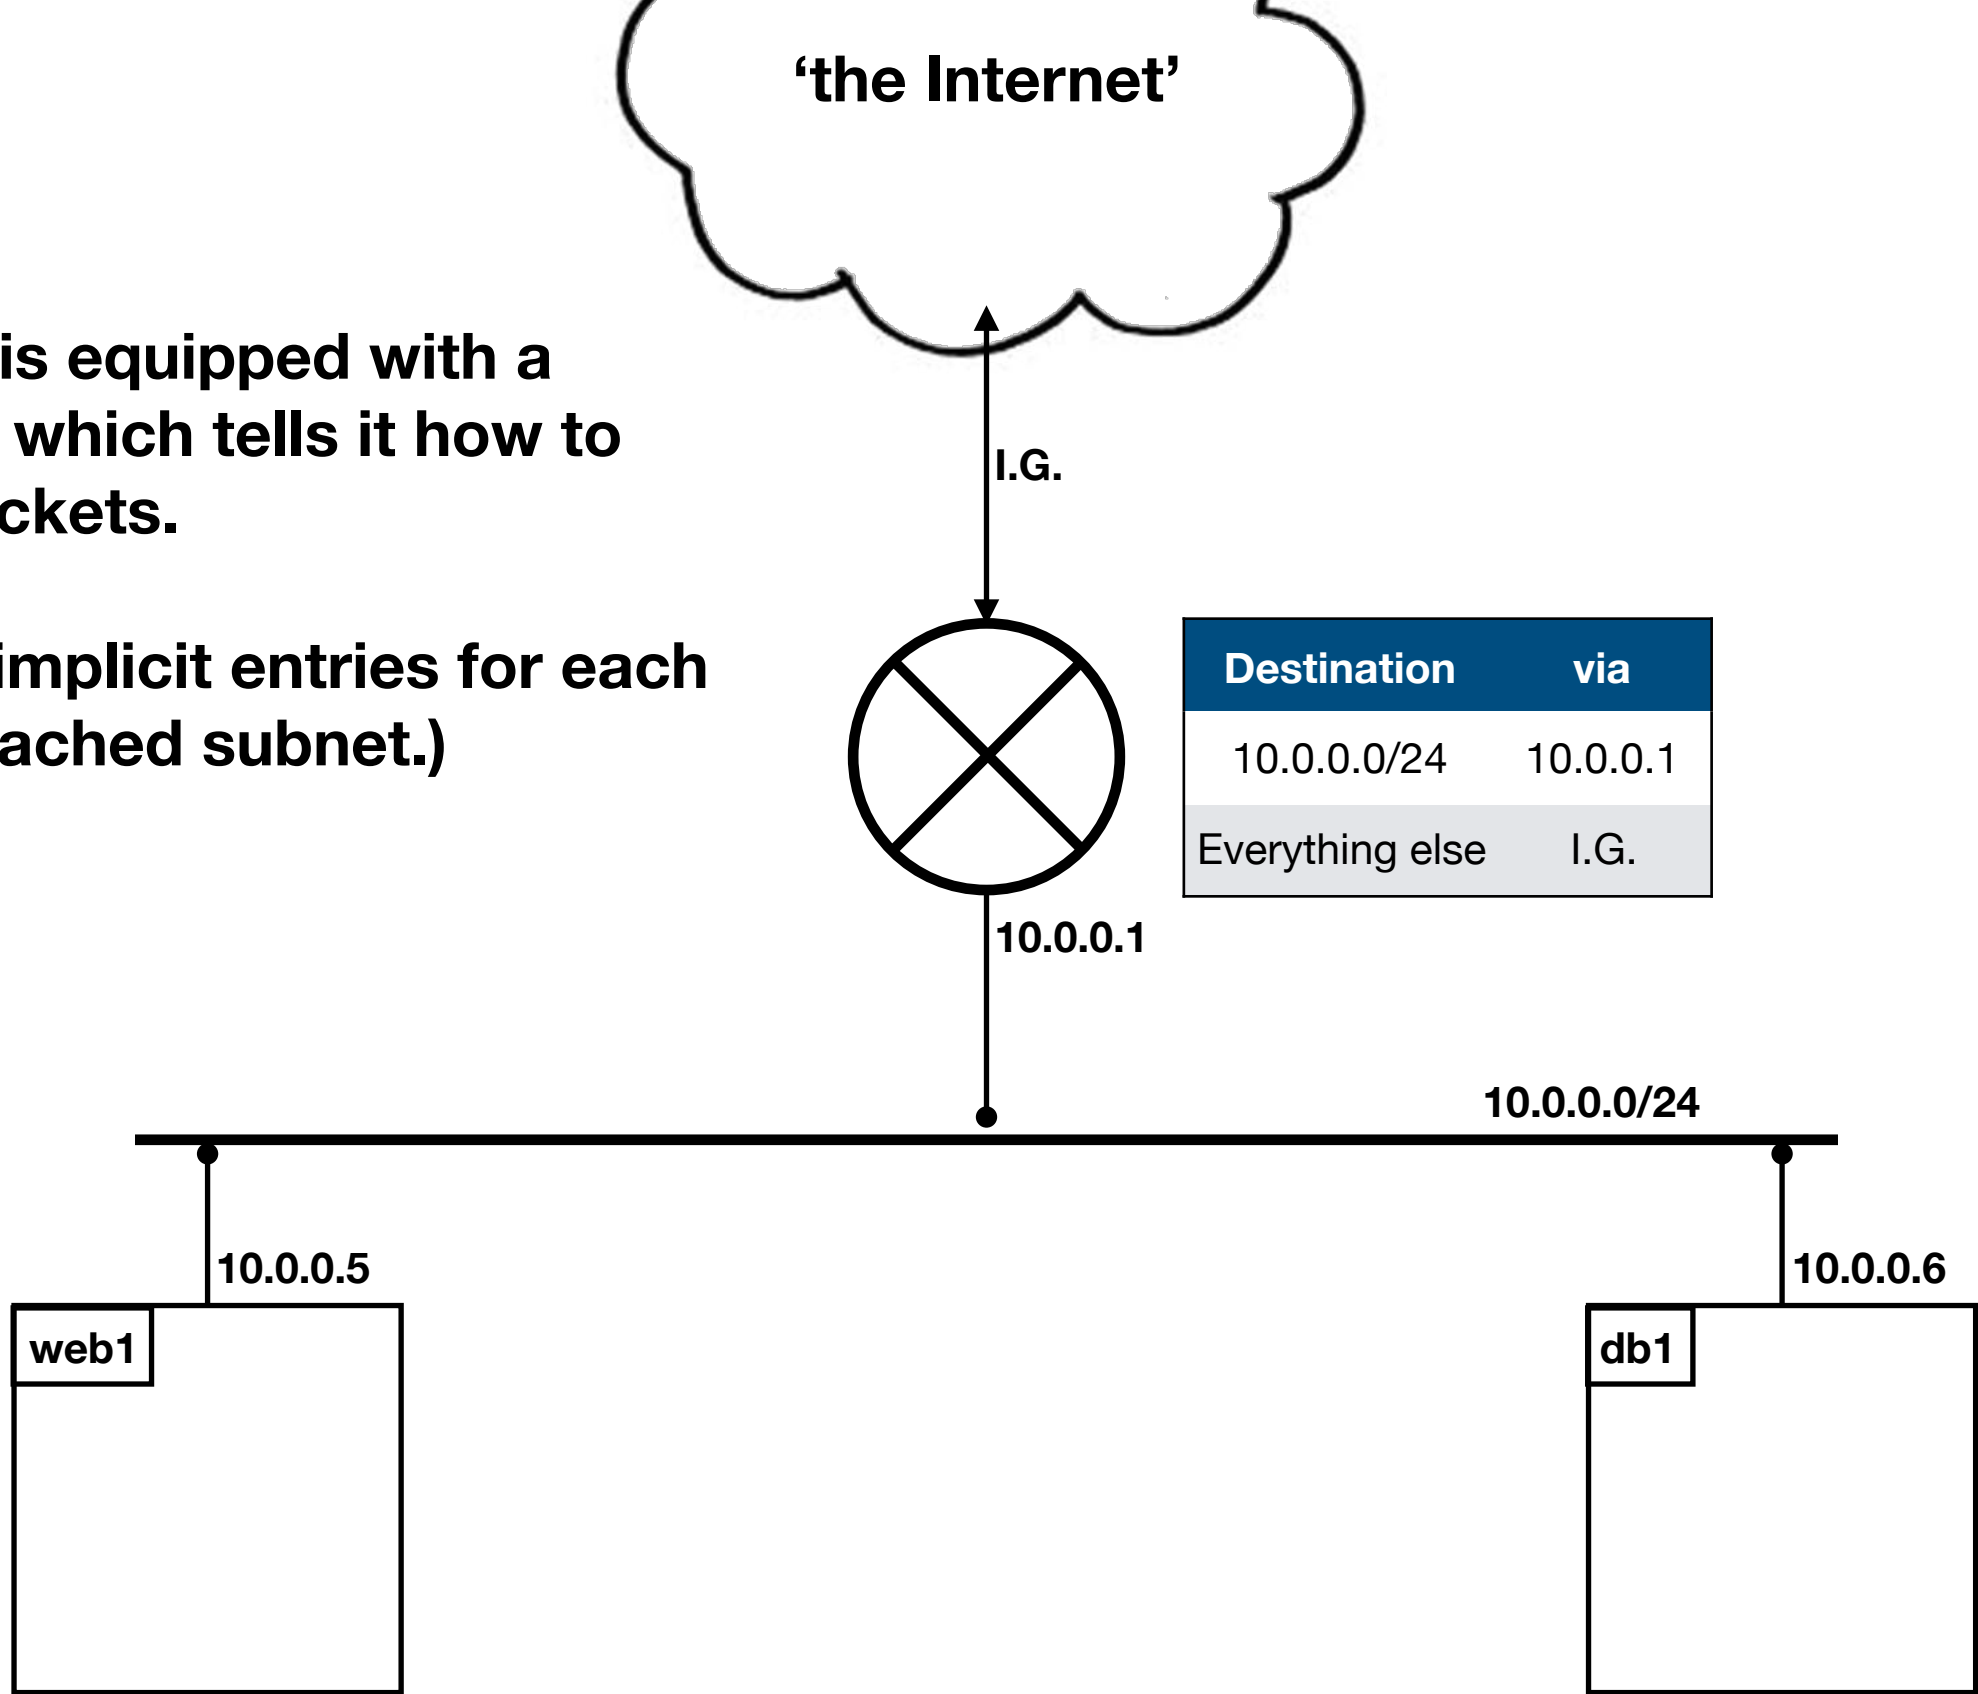 ‘the Internet’
is equipped with a
which tells it how to
ckets.
I.G.
implicit entries for each
ached subnet.)
Destination via
10.0.0.0/24 10.0.0.1
Everything else I.G.
10.0.0.1
10.0.0.0/24
10.0.0.5
10.0.0.6
web1
db1